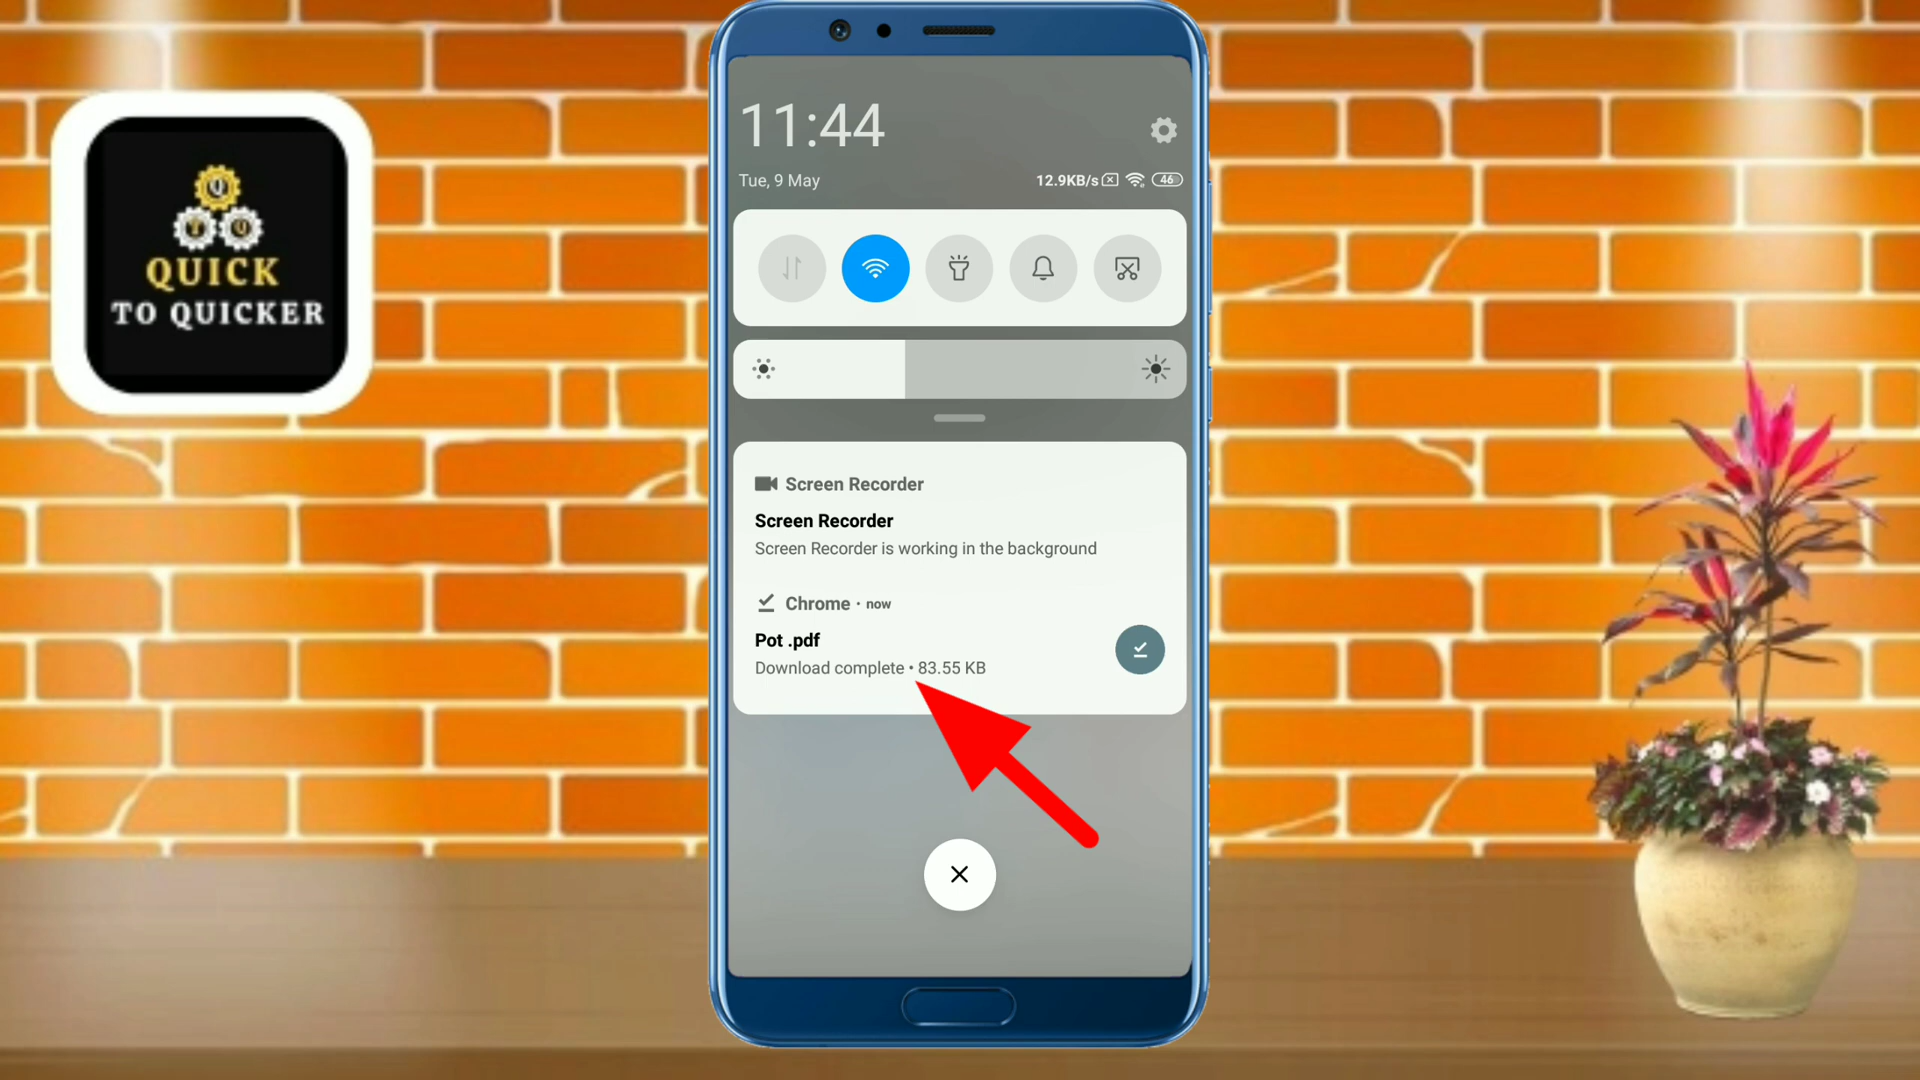 Q
T Q
QUICK
TO QUICKER
11:44
Tue, 9 May
12.9KB/s
46
Screen Recorder
Screen Recorder
Screen Recorder is working in the background
Chrome • now
Pot .pdf
Download complete • 83.55 KB